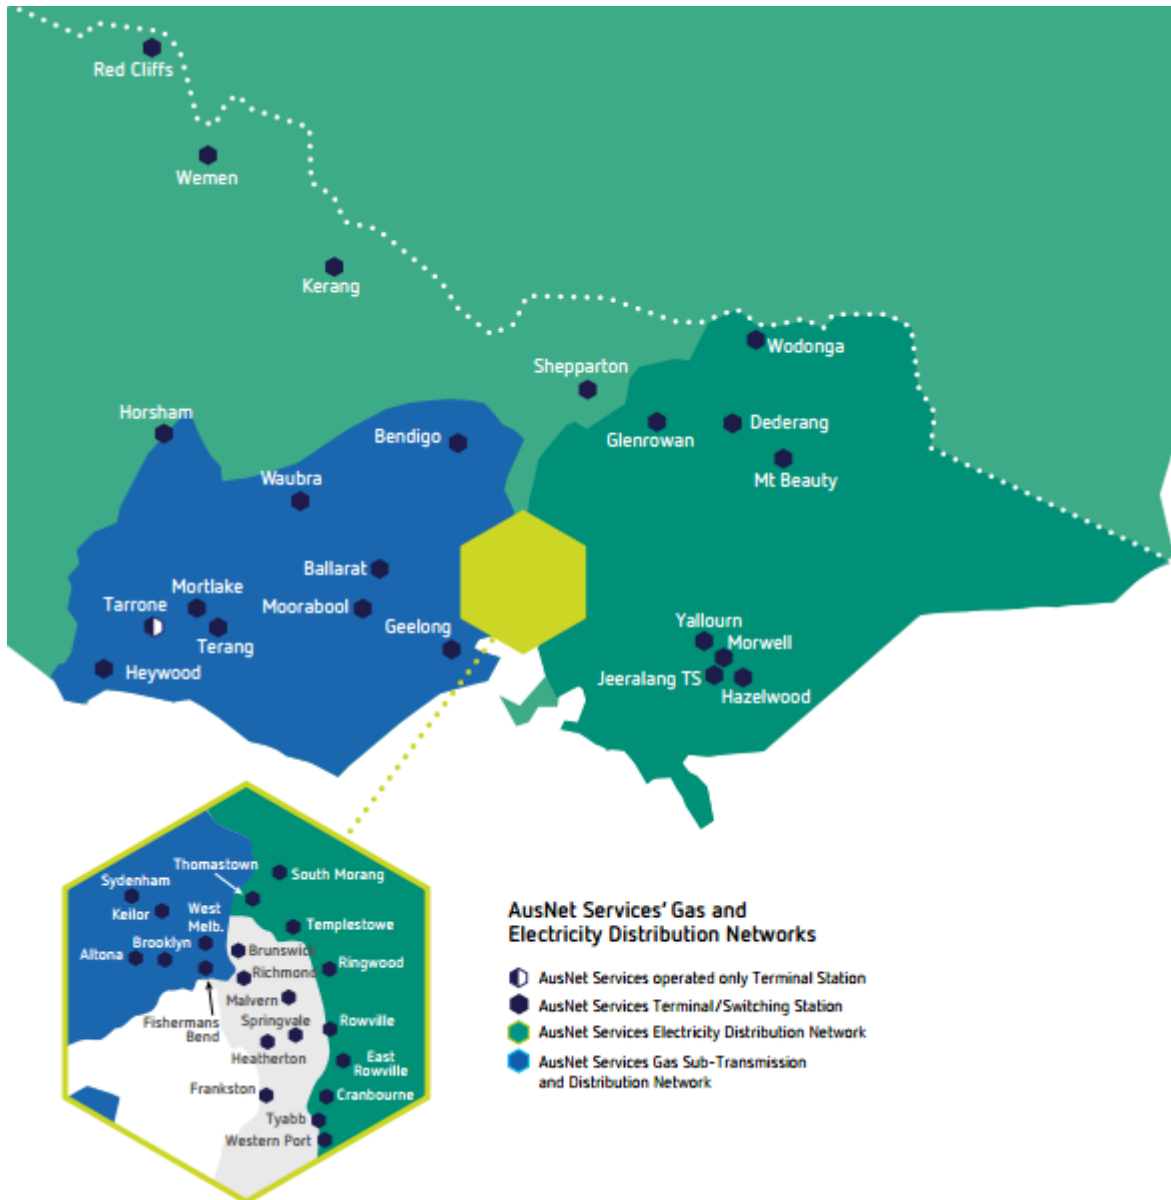 Red Cliffs
Wemen
Kerang
Wodonga
Shepparton
Horsham
Bendigo
Glenrowan
Dederang
Waubra
Mt Beauty
Ballarat
Mortlake
Tarrone
Moorabool
Geelong
Terang
Heywood
Yallourn
Morwell
Jeeralang TS
Hazelwood
Thomastown
South Morang
Sydenham
Keilor
West
Melb.
Templestowe
Altona
Brooklyn
Brunswick
Ringwood
Richmond
Malvern
Fishermans
Bend
Springvale
Rowville
Heatherton
East
Rowville
Frankston
Cranbourne
Tyabb
Western Port
AusNet Services' Gas and
Electricity Distribution Networks
AusNet Services operated only Terminal Station
AusNet Services Terminal/Switching Station
AusNet Services Electricity Distribution Network
AusNet Services Gas Sub-Transmission
and Distribution Network